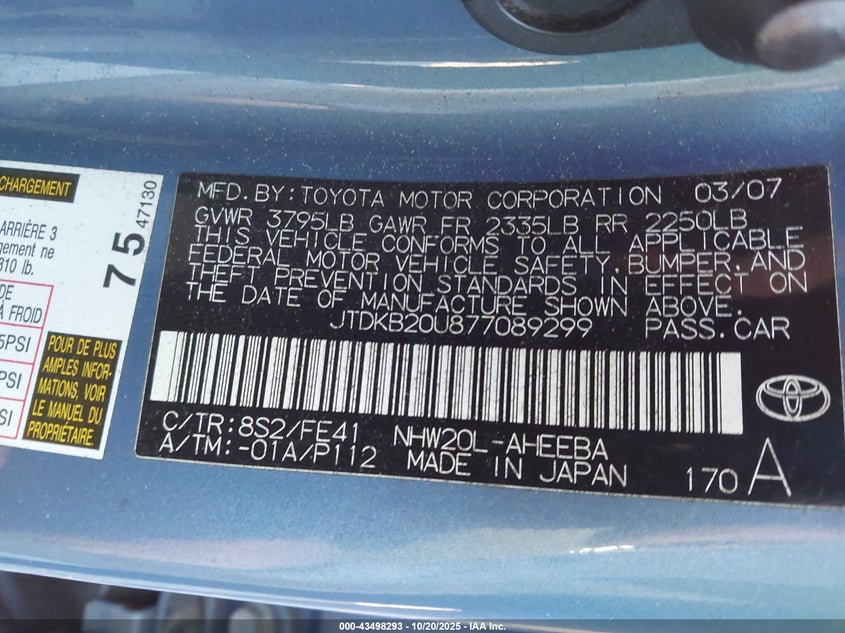 CHARGEMENT
ARRIÈRE 3
gement ne
810 lb.
DE
À FROID
5PSI
PSI
SI
75
47130
POUR DE PLUS
AMPLES INFOR-
MATIONS, VOIR
LE MANUEL DU
PROPRIÉTAIRE.
MFD.BY:TOYOTA MOTOR CORPORATION 03/07
GVWR 3795LB GAWR FR 2335LB RR 2250LB
THIS VEHICLE CONFORMS TO ALL APPLICABLE
FEDERAL MOTOR VEHICLE SAFETY,BUMPER,AND
THEFT PREVENTION STANDARDS IN EFFECT ON
THE DATE OF MANUFACTURE SHOWN ABOVE.
JTDKB20U877089299 PASS.CAR
C/TR:8S2/FE41 NHW20L-AHEEBA
A/TM:-01A/P112 MADE IN JAPAN 170 A
000-43498293 - 10/20/2025 - IAA Inc.